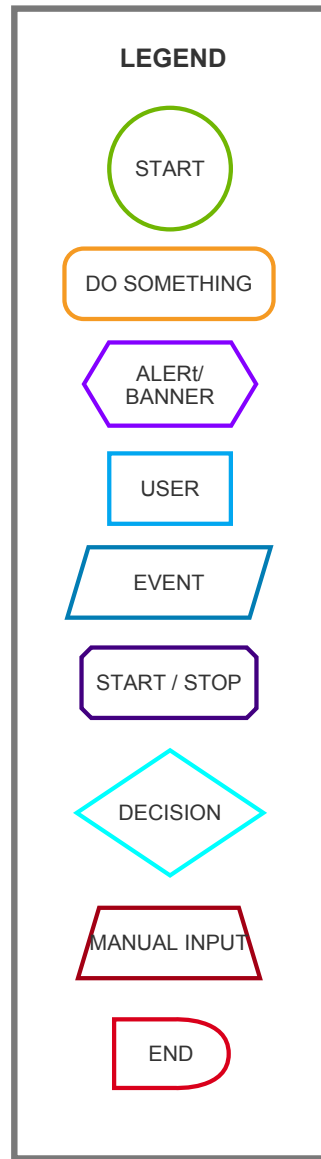 LEGEND
START
DO SOMETHING
ALERt/
BANNER
USER
EVENT
START / STOP
DECISION
MANUAL INPUT
END